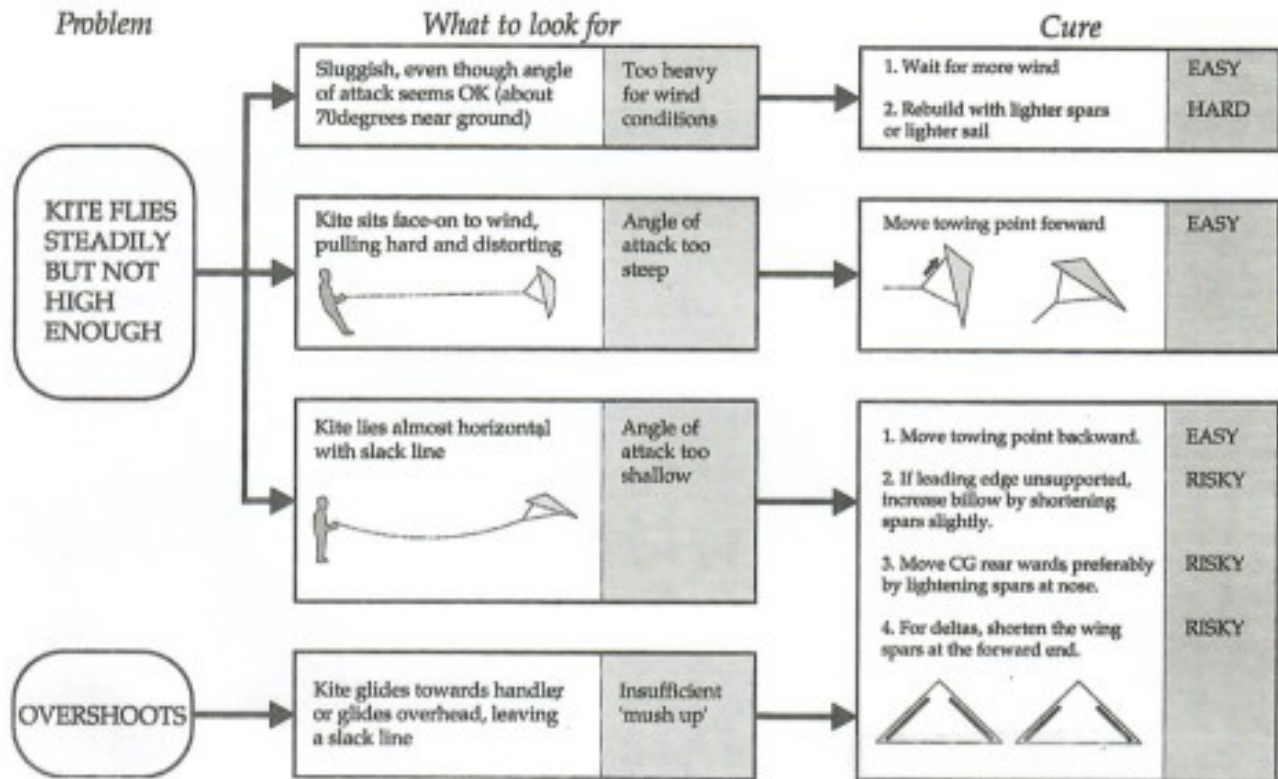 Problem
What to look for
Cure
KITE FLIES
STEADILY
BUT NOT
HIGH
ENOUGH
Sluggish, even though angle
of attack seems OK (about
70degrees near ground)
Too heavy
for wind
conditions
1. Wait for more wind
EASY
2. Rebuild with lighter spars
or lighter sail
HARD
Kite sits face-on to wind,
pulling hard and distorting
Angle of
attack too
steep
Move towing point forward
EASY
Kite lies almost horizontal
with slack line
Angle of
attack too
shallow
1. Move towing point backward.
EASY
2. If leading edge unsupported,
increase billow by shortening
spars slightly.
RISKY
3. Move CG rear wards, preferably
by lightening spars at nose.
RISKY
4. For deltas, shorten the wing
spars at the forward end.
RISKY
OVERSHOOTS
Kite glides towards handler
or glides overhead, leaving
a slack line
Insufficient
'mush up'